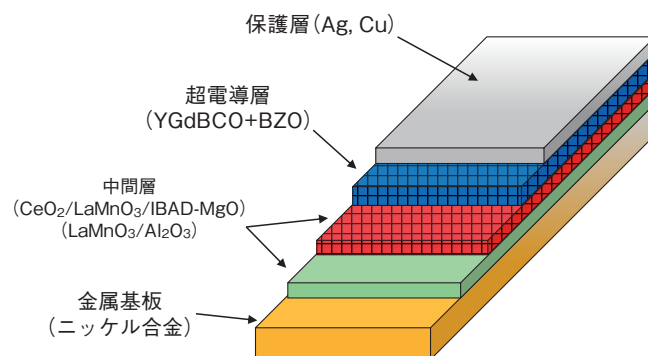 保護層(Ag, Cu)
超電導層
(YGdBCO+BZO)
中間層
(CeO₂/LaMnO₃/IBAD-MgO)
(LaMnO₃/Al₂O₃)
金属基板
(ニッケル合金)